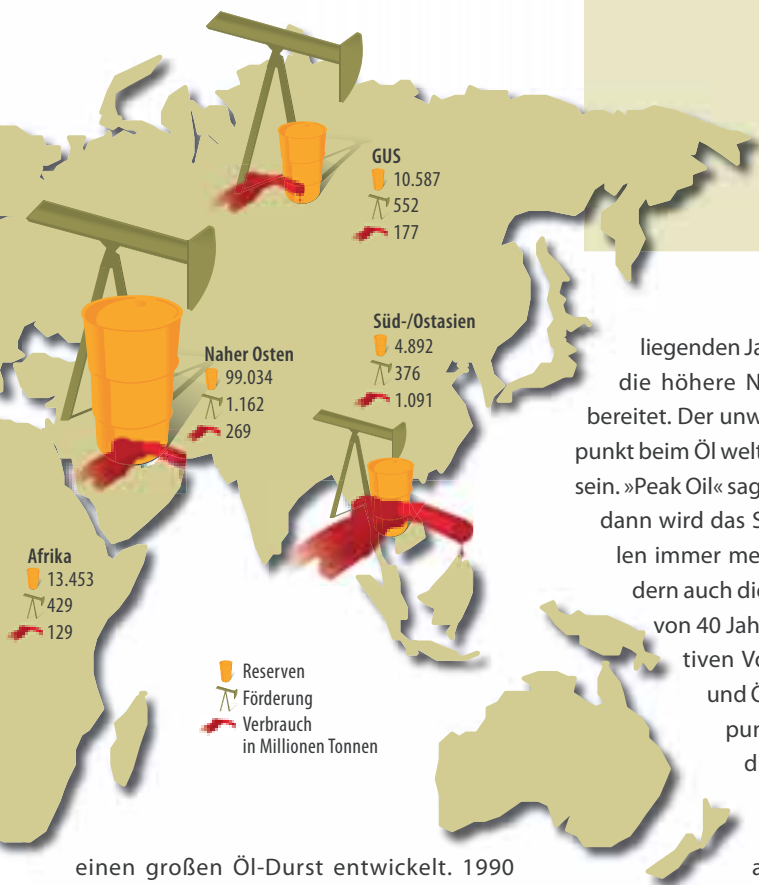 GUS
10.587
552
177
Süd-/Ostasien
4.892
376
1.091
Naher Osten
99.034
1.162
269
Afrika
13.453
429
129
Reserven
Förderung
Verbrauch
in Millionen Tonnen
liegenden Ja
die höhere N
bereitet. Der unw
punkt beim Öl welt
sein. »Peak Oil« sag
dann wird das S
len immer me
dern auch die
von 40 Jah
tiven Vo
und Ö
pun
d
einen großen Öl-Durst entwickelt. 1990
a